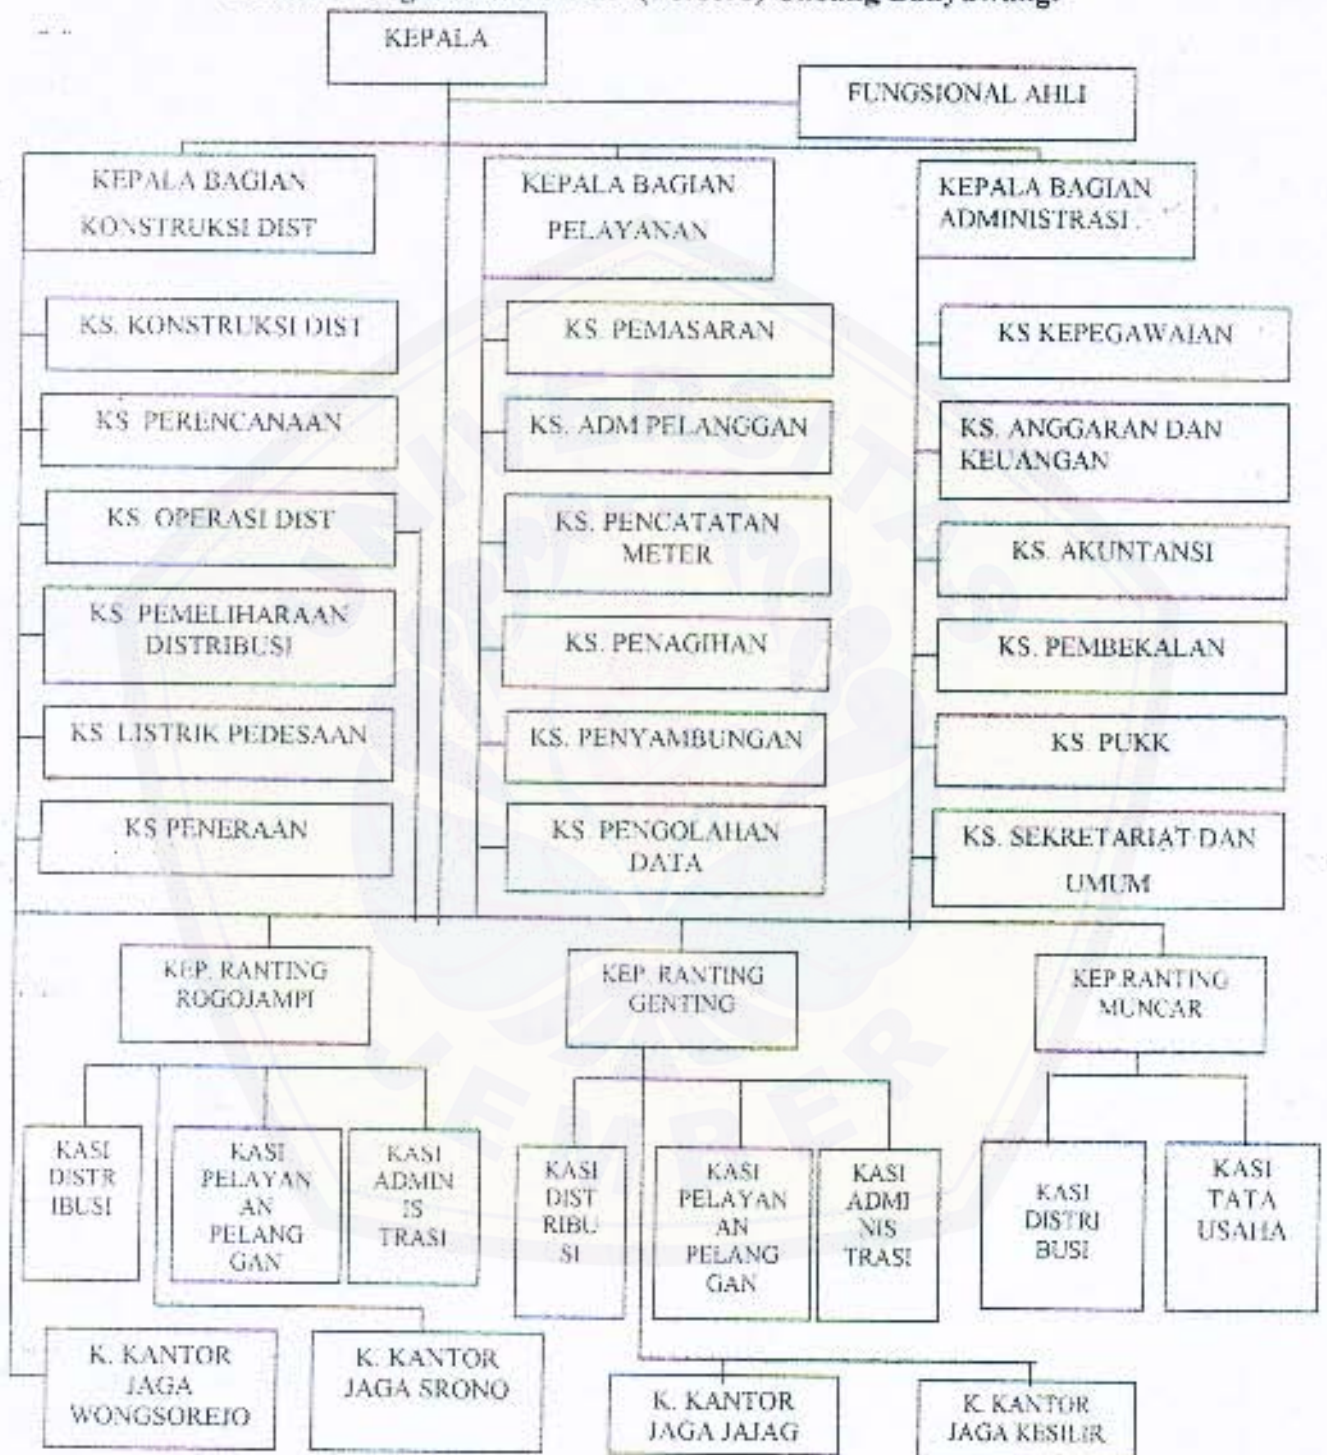 (Persero) Cabang Banyuwangi
KEPALA
FUNGSIONAL AHLI
KEPALA BAGIAN
KONSTRUKSI DIST
KEPALA BAGIAN
PELAYANAN
KEPALA BAGIAN
ADMINISTRASI.
KS. KONSTRUKSI DIST
KS PERENCANAAN
KS. OPERASI DIST
KS PEMELIHARAAN
DISTRIBUSI
KS. LISTRIK PEDESAAN
KS PENERAAN
KS. PEMASARAN
KS. ADM PELANGGAN
KS. PENCATATAN
METER
KS. PENAGIHAN
KS. PENYAMBUNGAN
KS. PENGOLAHAN
DATA
KS KEPEGAWAIAN
KS. ANGGARAN DAN
KEUANGAN
KS. AKUNTANSI
KS. PEMBEKALAN
KS. PUKK
KS. SEKRETARIAT DAN
UMUM
KEP. RANTING
ROGOJAMPI
KEP. RANTING
GENTING
KEP.RANTING
MUNCAR
KASI
DISTR
IBUSI
KASI
PELAYAN
AN
PELANG
GAN
KASI
ADMIN
IS
TRASI
KASI
DIST
RIBU
SI
KASI
PELAYAN
AN
PELANG
GAN
KASI
ADMI
NIS
TRASI
KASI
DISTRI
BUSI
KASI
TATA
USAHA
K. KANTOR
JAGA
WONGSOREJO
K. KANTOR
JAGA SRONO
K. KANTOR
JAGA JAJAG
K. KANTOR
JAGA KESILIR
UNIVERSITAS
JEMBER